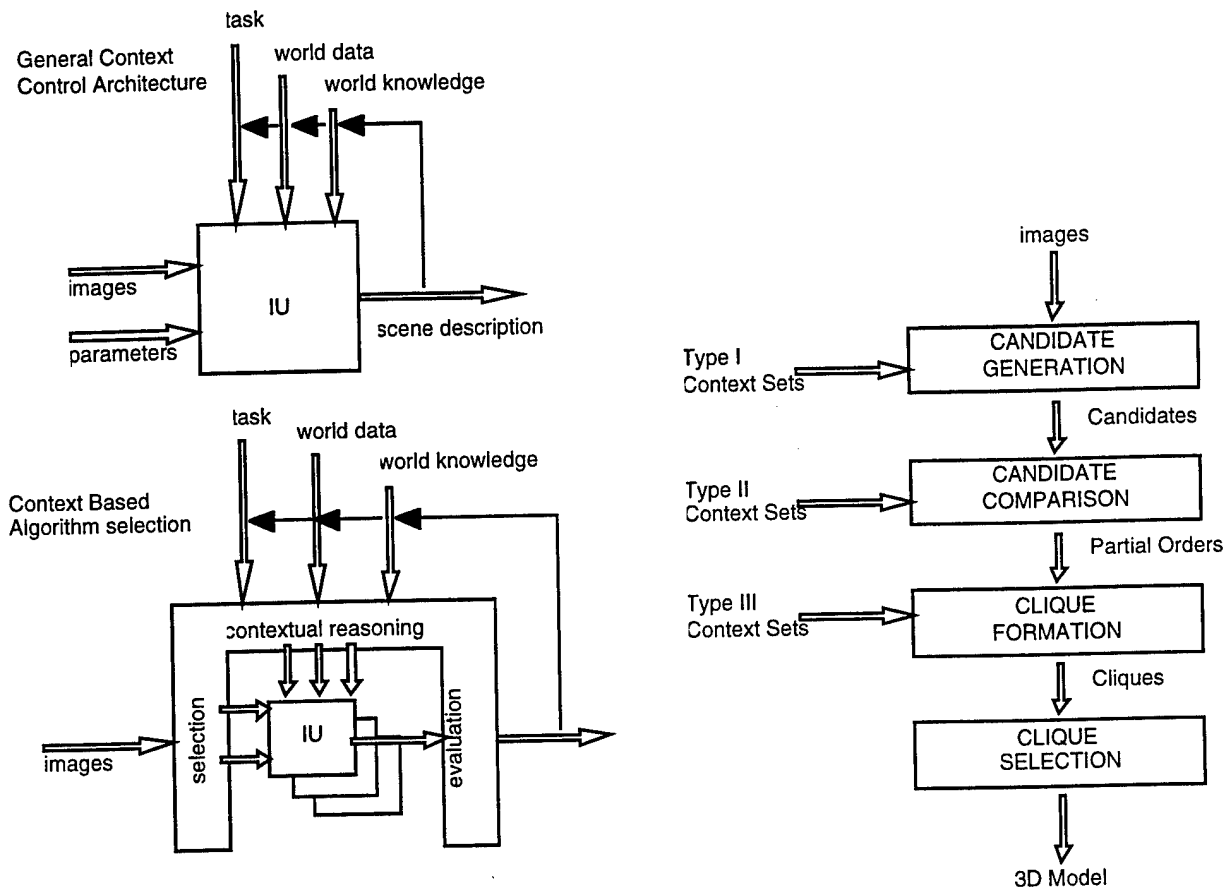 task
General Context
Control Architecture
world data
world knowledge
images
parameters
IU
scene description
task
world data
world knowledge
Context Based
Algorithm selection
contextual reasoning
selection
IU
evaluation
images
images
Type I
Context Sets
CANDIDATE
GENERATION
Candidates
Type II
Context Sets
CANDIDATE
COMPARISON
Partial Orders
Type III
Context Sets
CLIQUE
FORMATION
Cliques
CLIQUE
SELECTION
3D Model